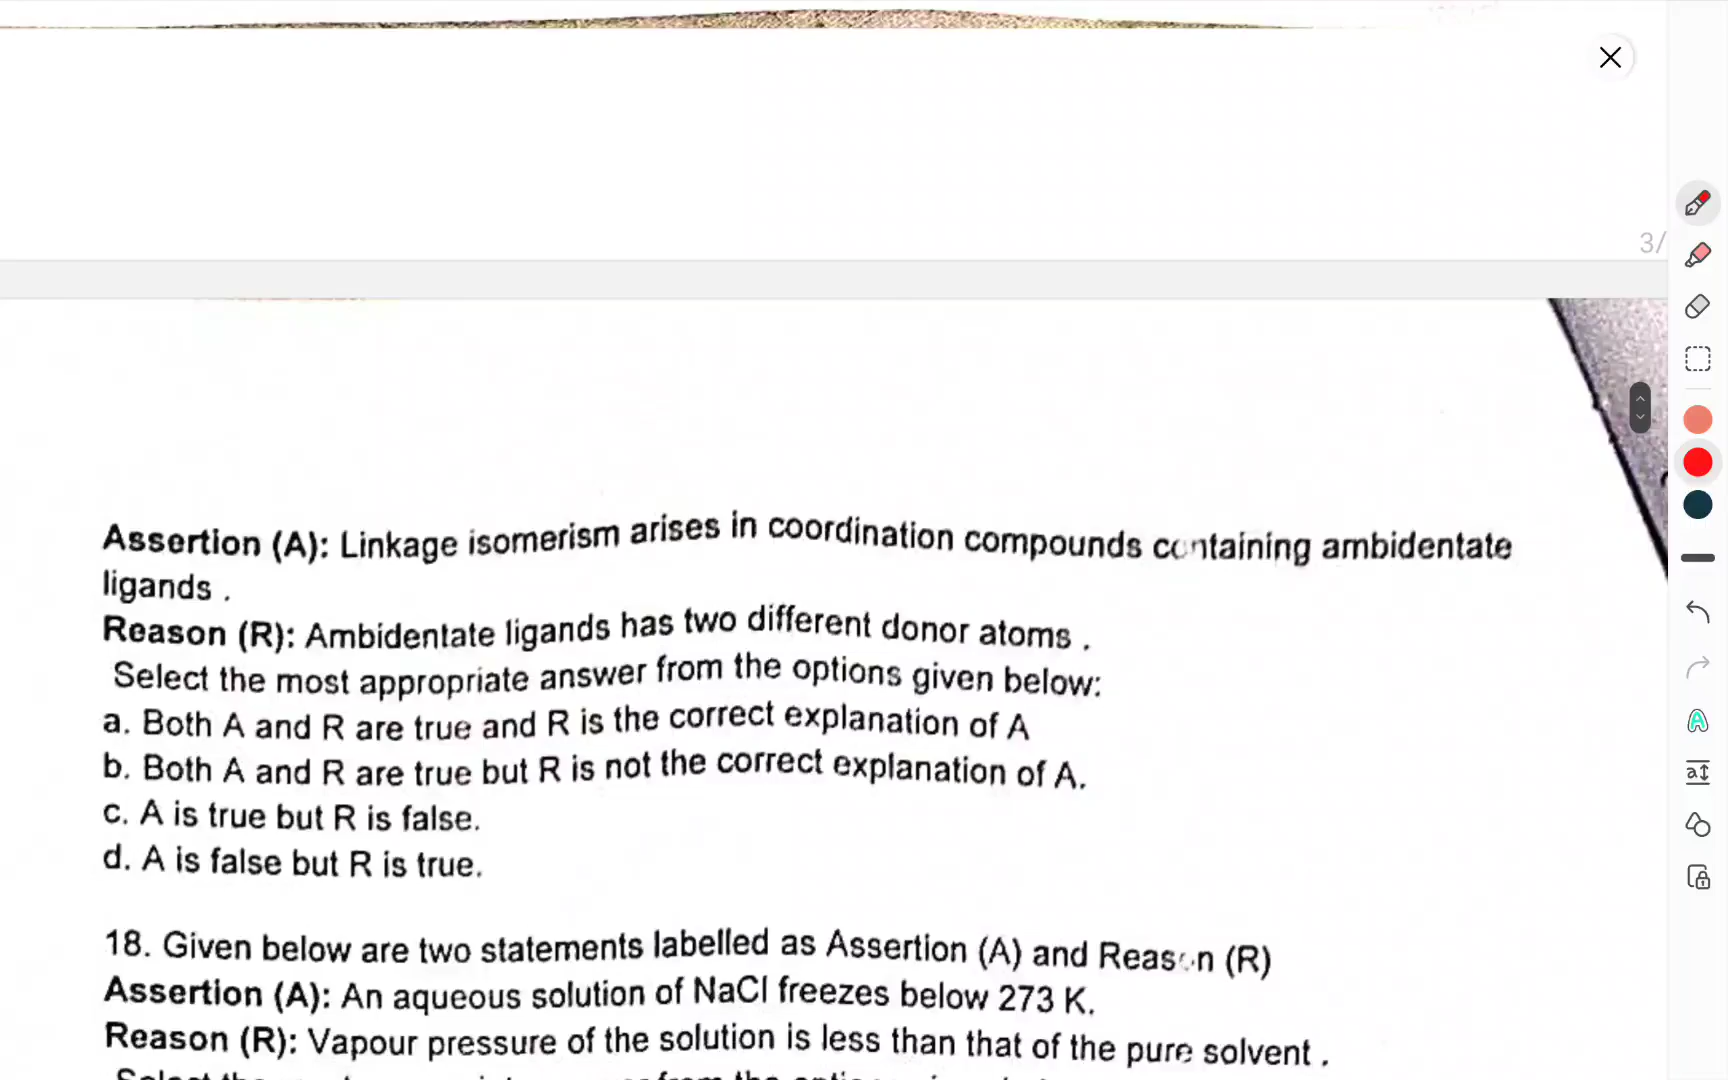 3/
Assertion (A): Linkage isomerism arises in coordination compounds containing ambidentate
ligands .
Reason (R): Ambidentate ligands has two different donor atoms .
Select the most appropriate answer from the options given below:
a. Both A and R are true and R is the correct explanation of A
b. Both A and R are true but R is not the correct explanation of A.
c. A is true but R is false.
d. A is false but R is true.
18. Given below are two statements labelled as Assertion (A) and Reason (R)
Assertion (A): An aqueous solution of NaCl freezes below 273 K.
Reason (R): Vapour pressure of the solution is less than that of the pure solvent .